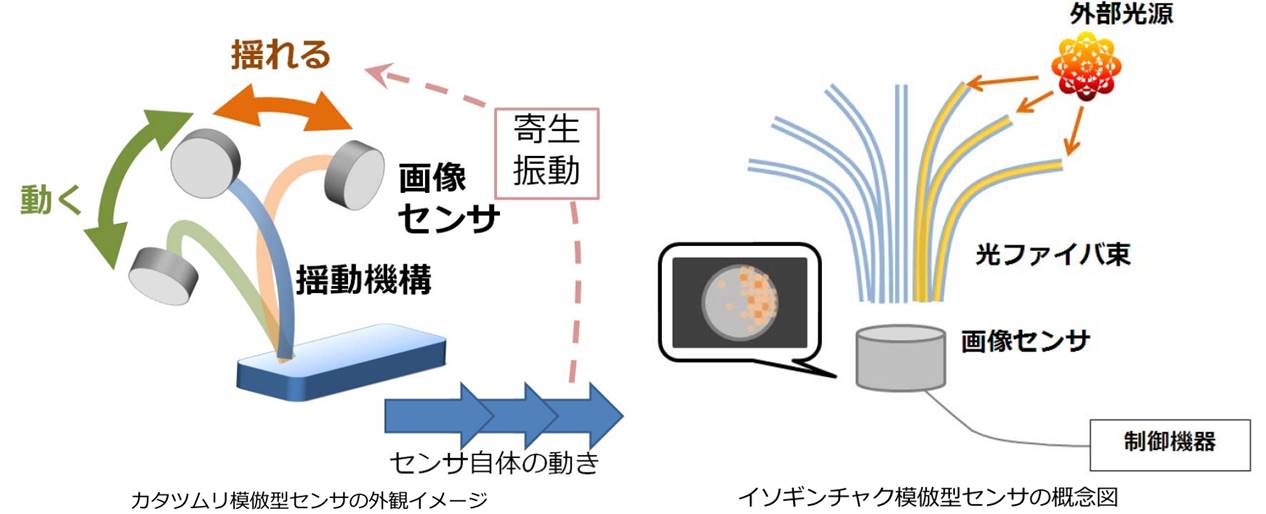 揺れる
動く
画像
センサ
寄生
振動
揺動機構
センサ自体の動き
カタツムリ模倣型センサの外観イメージ
外部光源
光ファイバ束
画像センサ
制御機器
イソギンチャク模倣型センサの概念図